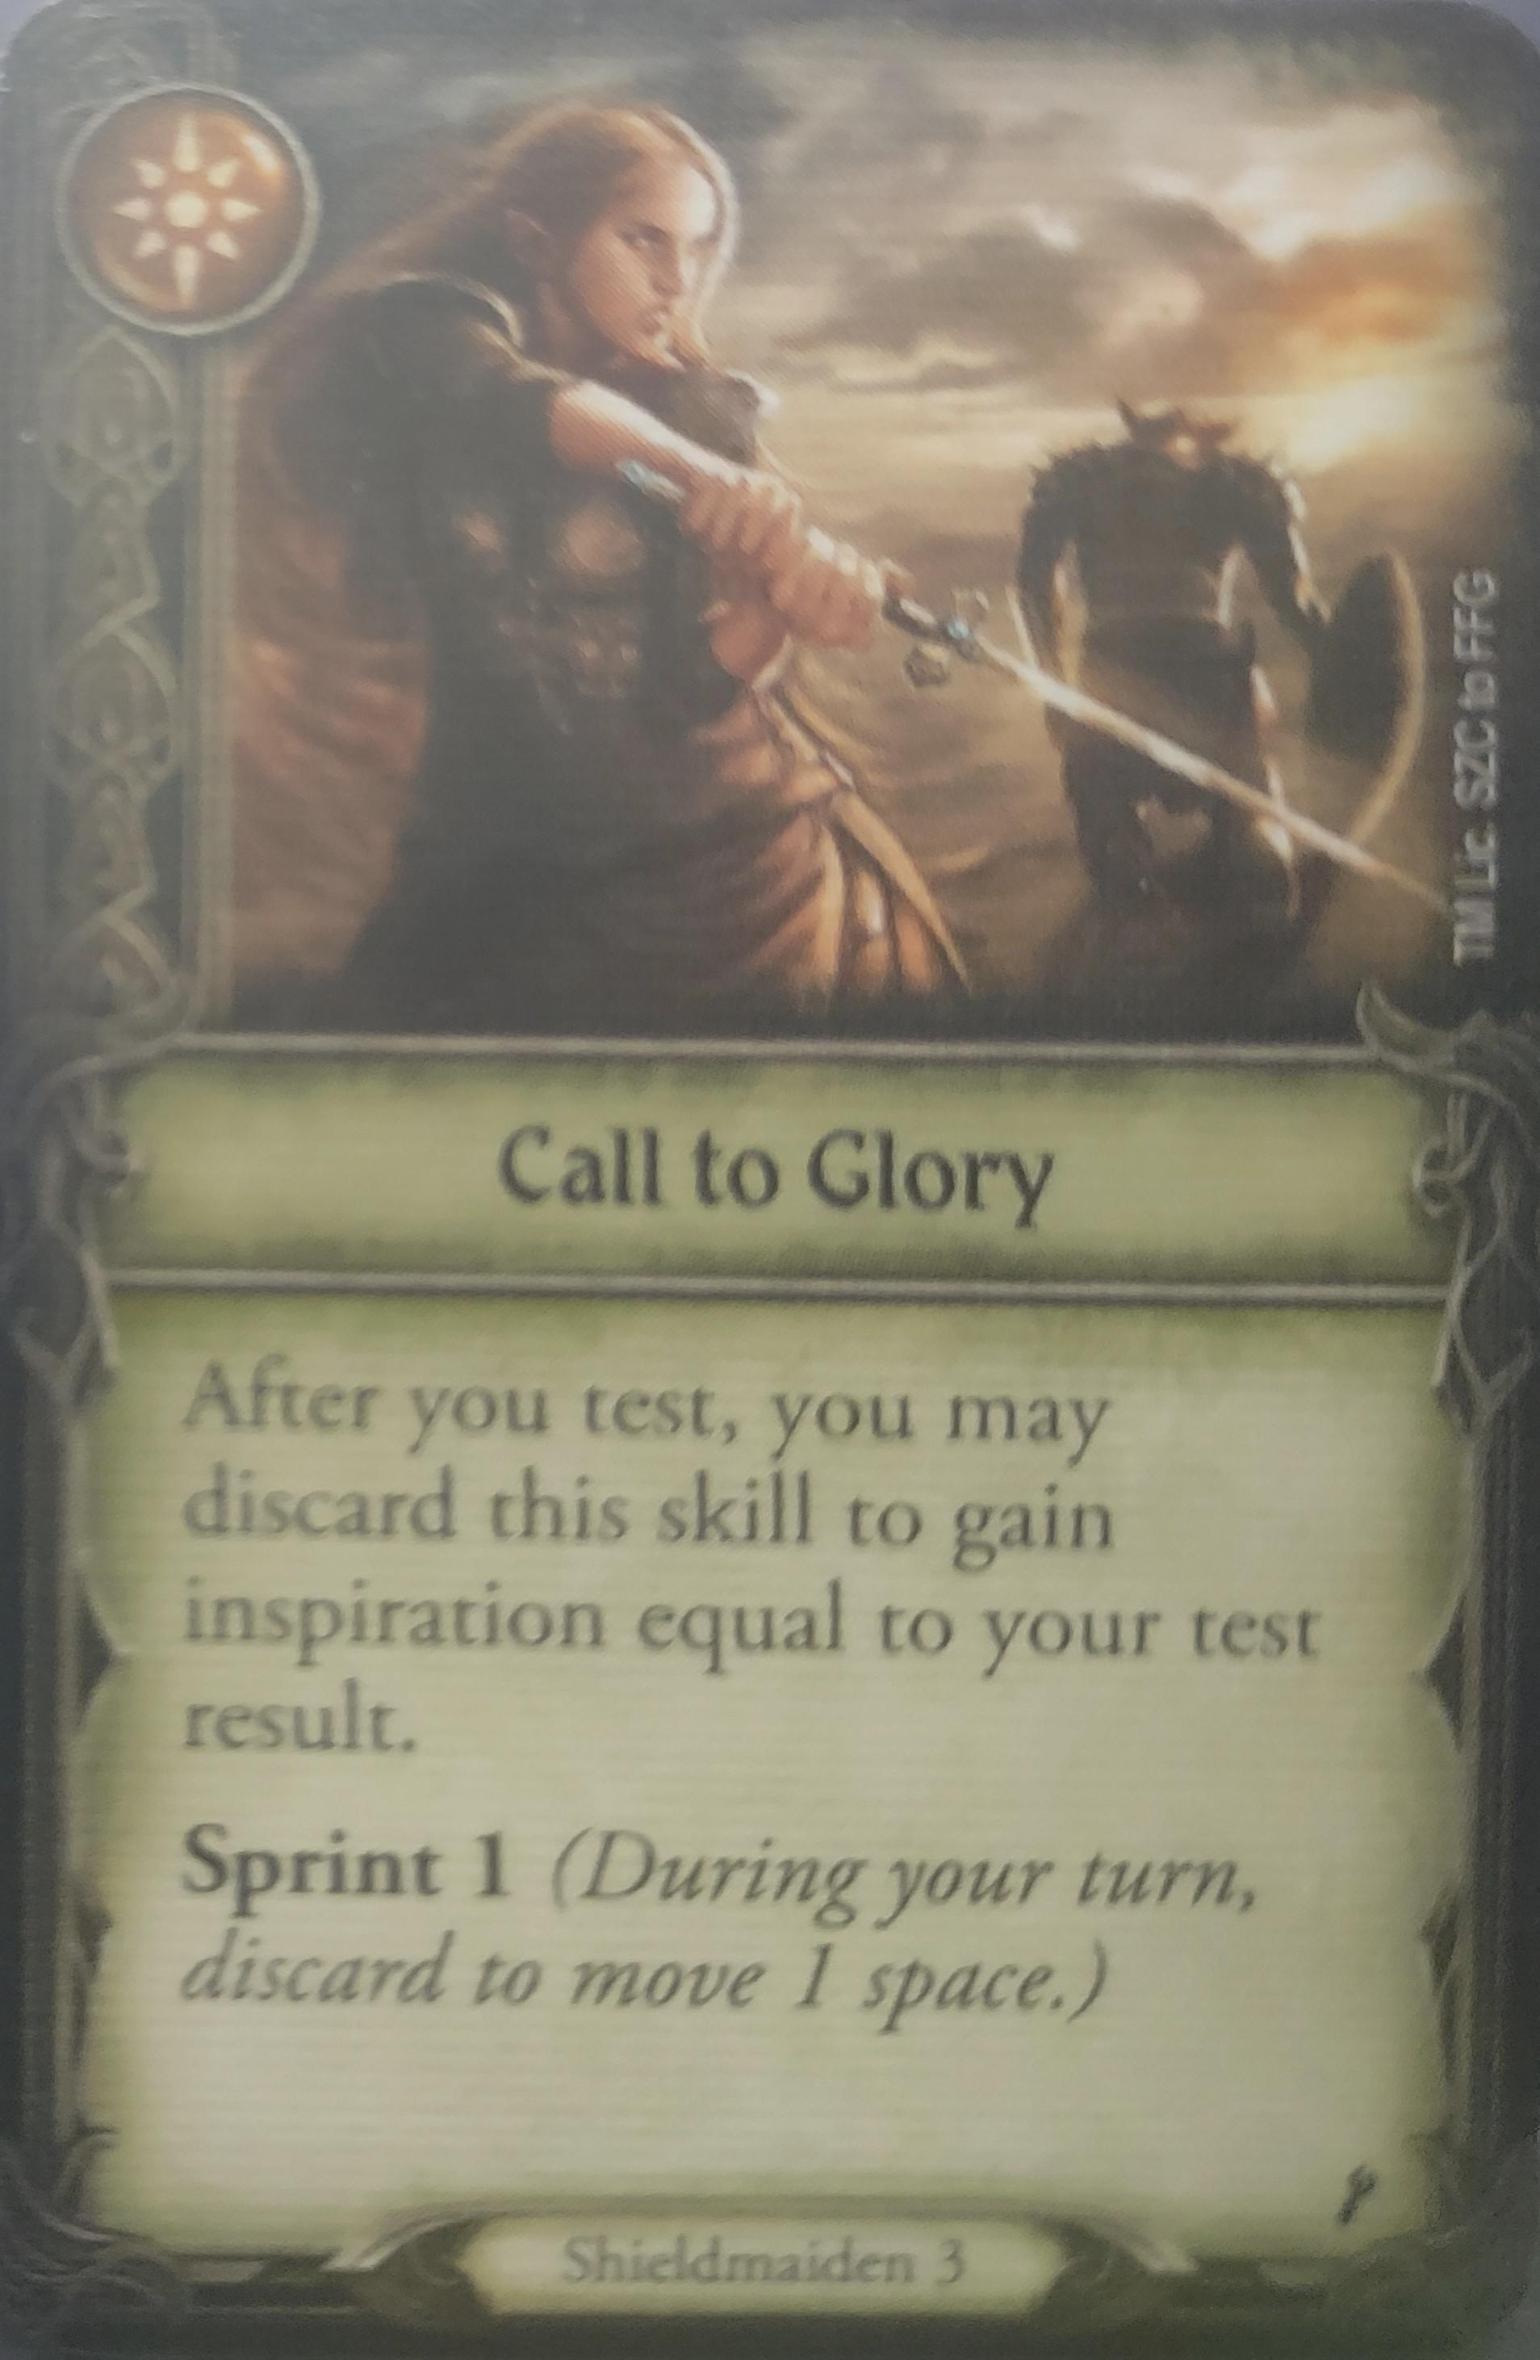 TM Lic. SZC to FFG
Call to Glory
After you test, you may
discard this skill to gain
inspiration equal to your test
result.
Sprint 1 (During your turn,
discard to move 1 space.)
Shieldmaiden 3